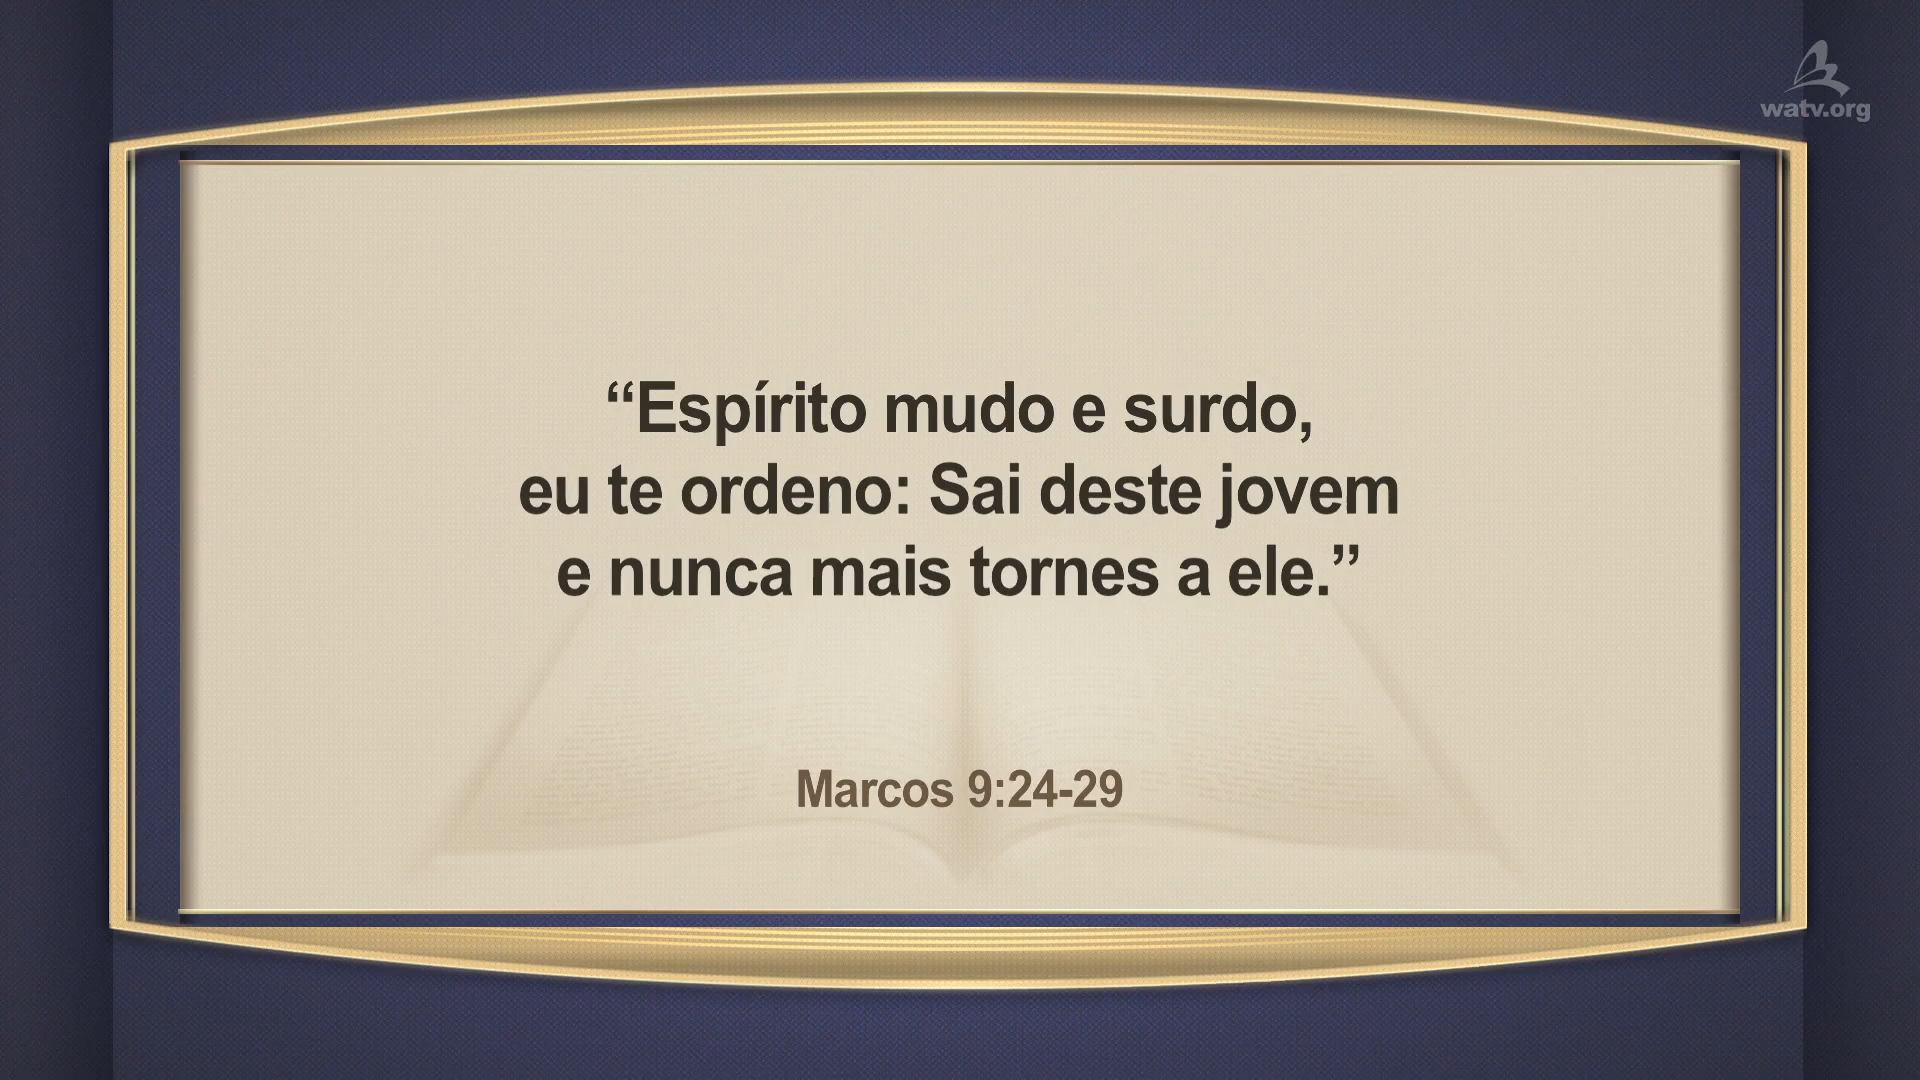 watv.org
“Espírito mudo e surdo,
eu te ordeno: Sai deste jovem
e nunca mais tornes a ele.”
Marcos 9:24-29